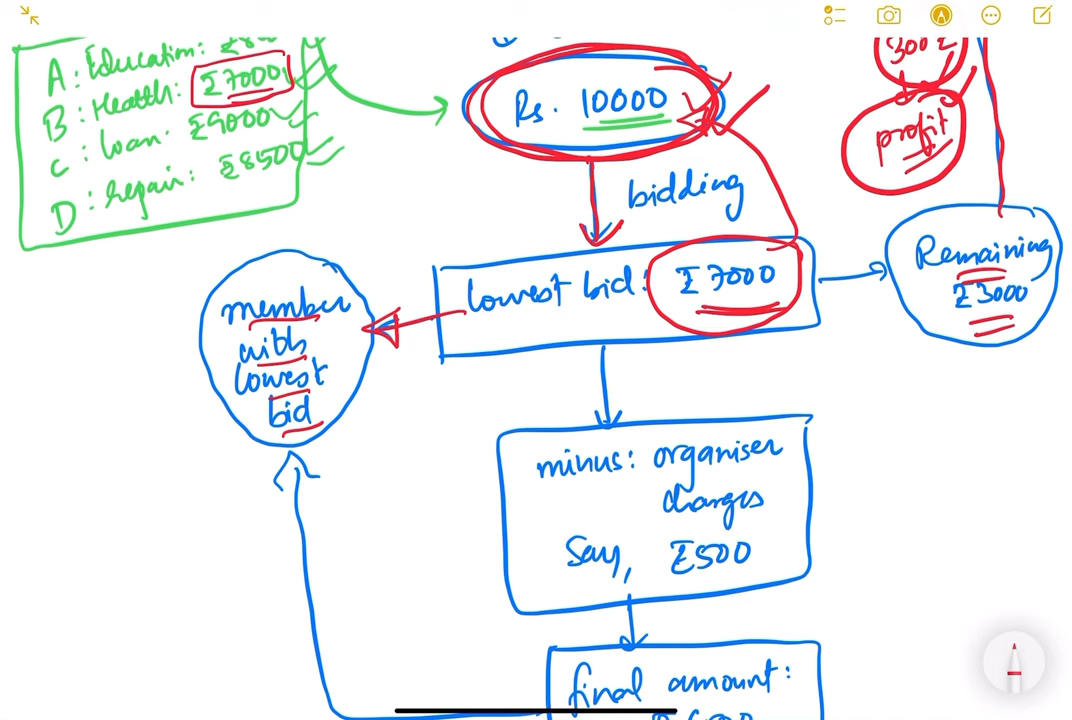 A: Education:
B: Health: ₹7000
C: loan: ₹9000
D: repair: ₹8500
Rs. 10000
bidding
lowest bid: ₹7000
member
with
lowest
bid
300₹
profit
Remaining
₹3000
minus: organiser
charges
Say, ₹500
final amount: